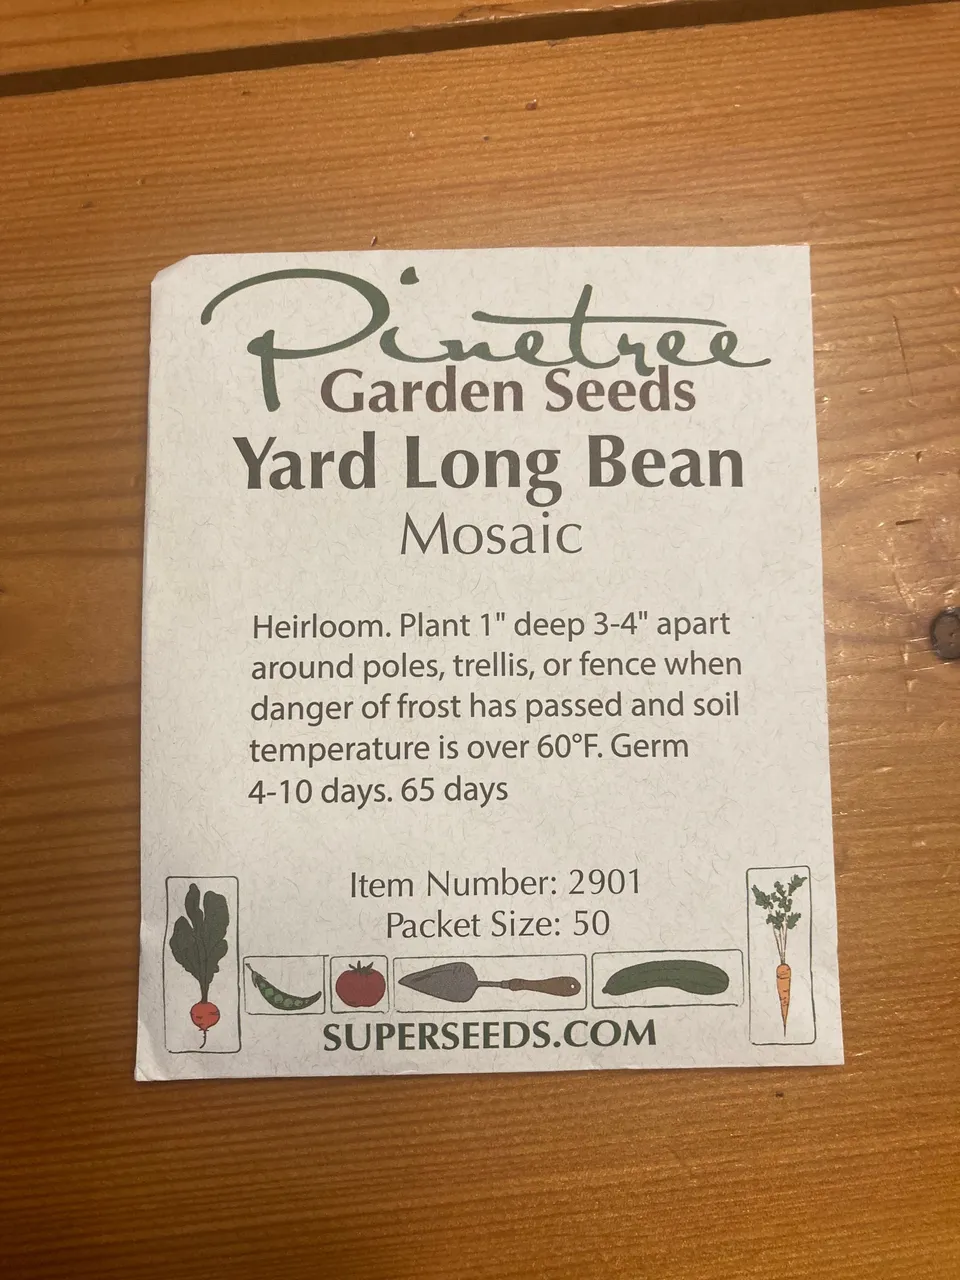 Pinetree
Garden Seeds
Yard Long Bean
Mosaic
Heirloom. Plant 1" deep 3-4" apart
around poles, trellis, or fence when
danger of frost has passed and soil
temperature is over 60°F. Germ
4-10 days. 65 days
Item Number: 2901
Packet Size: 50
SUPERSEEDS.COM